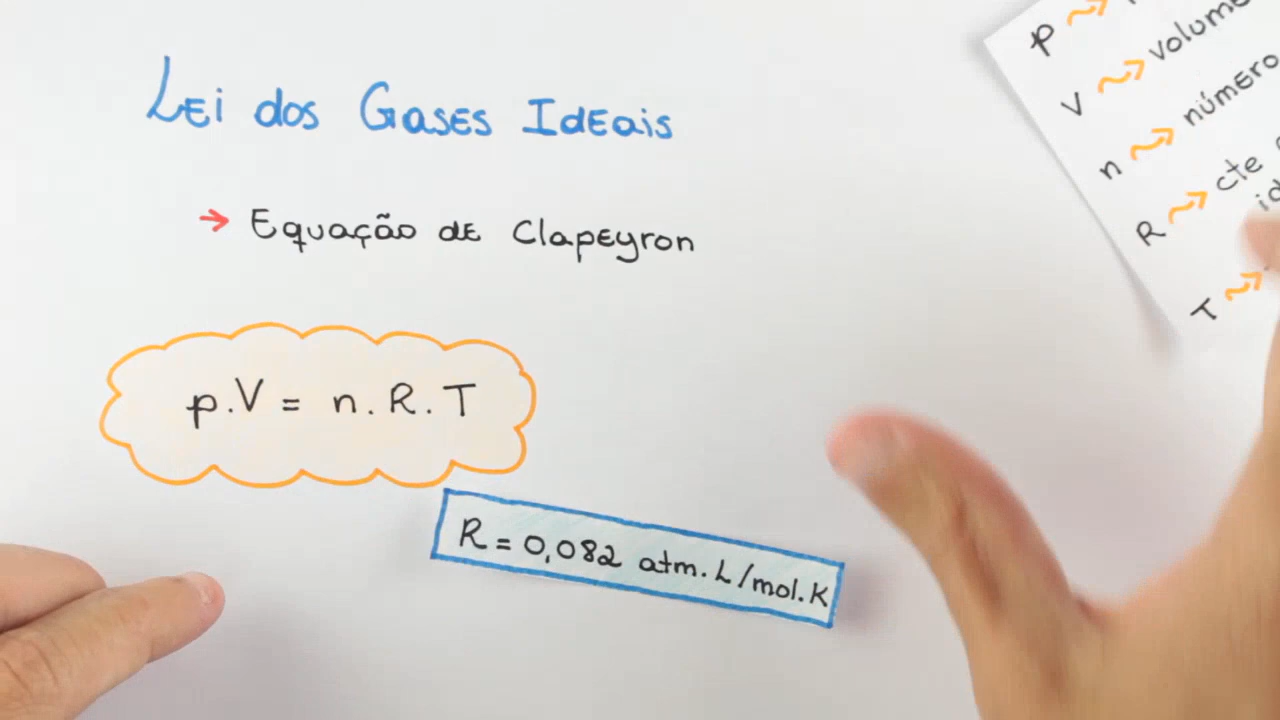 Lei dos Gases Ideais
→ Equação de Clapeyron
p.V = n.R.T
R = 0,082 atm.L/mol.K
p
V volume
n número
R cte
T